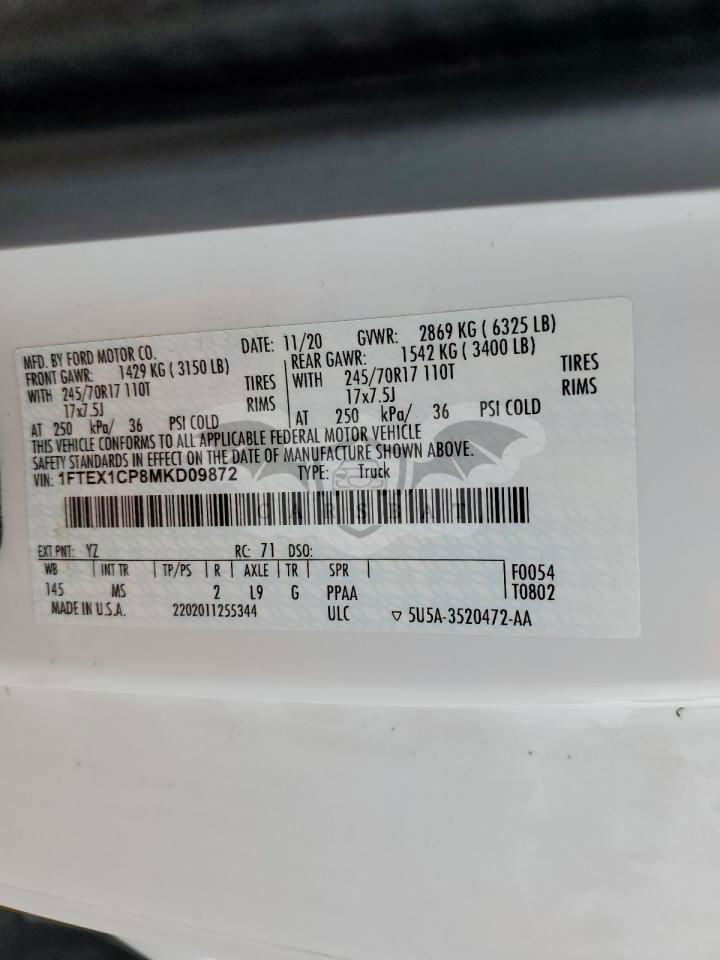 MFD. BY FORD MOTOR CO. DATE: 11/20 GVWR: 2869 KG ( 6325 LB)
FRONT GAWR: 1429 KG ( 3150 LB) REAR GAWR: 1542 KG ( 3400 LB)
WITH 245/70R17 110T TIRES WITH 245/70R17 110T TIRES
17x7.5J RIMS 17x7.5J RIMS
AT 250 kPa/ 36 PSI COLD AT 250 kPa/ 36 PSI COLD
THIS VEHICLE CONFORMS TO ALL APPLICABLE FEDERAL MOTOR VEHICLE
SAFETY STANDARDS IN EFFECT ON THE DATE OF MANUFACTURE SHOWN ABOVE.
VIN: 1FTEX1CP8MKD09872 TYPE: Truck
CARSBAT
EXT PNT: YZ RC: 71 DSO:
WB INT TR TP/PS R AXLE TR SPR F0054
145 MS 2 L9 G PPAA T0802
MADE IN U.S.A. 2202011255344 ULC ▽ 5U5A-3520472-AA